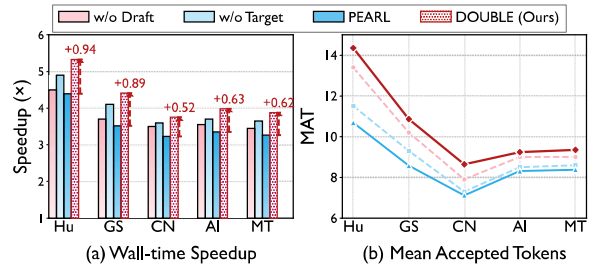 w/o Draft w/o Target PEARL DOUBLE (Ours)
Speedup (×)
6
5
4
3
2
1
+0.94
+0.89
+0.52
+0.63
+0.62
Hu GS CN AI MT
(a) Wall-time Speedup
MAT
14
12
10
8
6
Hu GS CN AI MT
(b) Mean Accepted Tokens